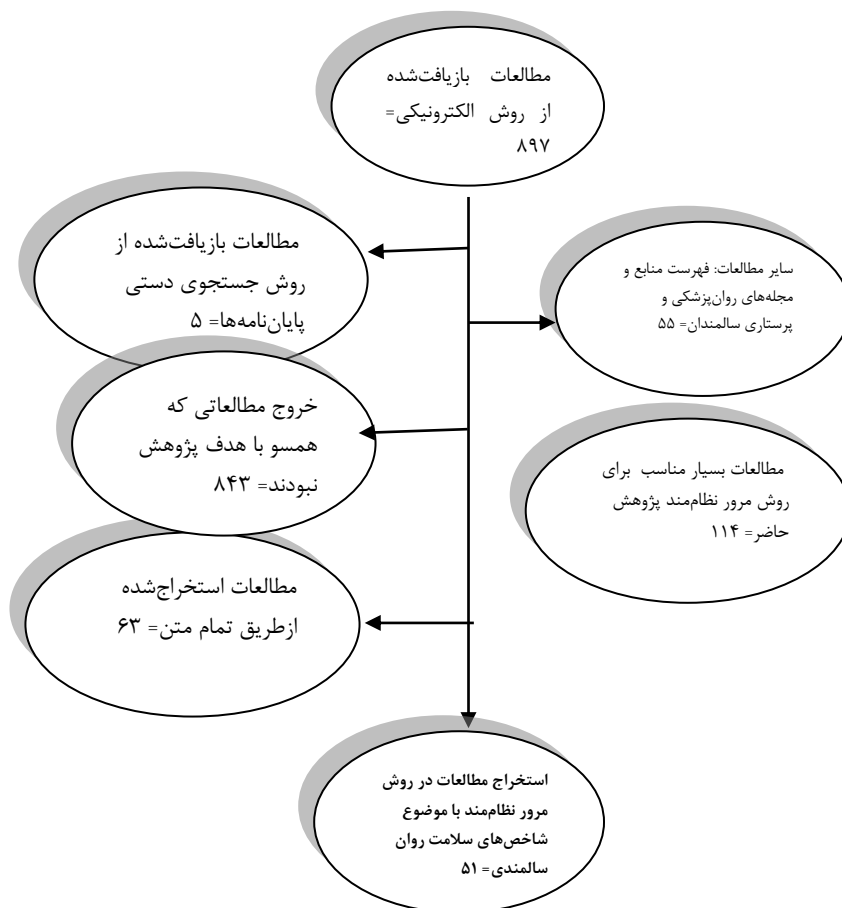 مطالعات بازیافت‌شده
از روش الکترونیکی=
۸۹۷
مطالعات بازیافت‌شده از
روش جستجوی دستی
پایان‌نامه‌ها= ۵
سایر مطالعات: فهرست منابع و
مجله‌های روان‌پزشکی و
پرستاری سالمندان= ۵۵
خروج مطالعاتی که
همسو با هدف پژوهش
نبودند= ۸۴۳
مطالعات بسیار مناسب برای
روش مرور نظام‌مند پژوهش
حاضر= ۱۱۴
مطالعات استخراج‌شده
ازطریق تمام متن= ۶۳
استخراج مطالعات در روش
مرور نظام‌مند با موضوع
شاخص‌های سلامت روان
سالمندی= ۵۱